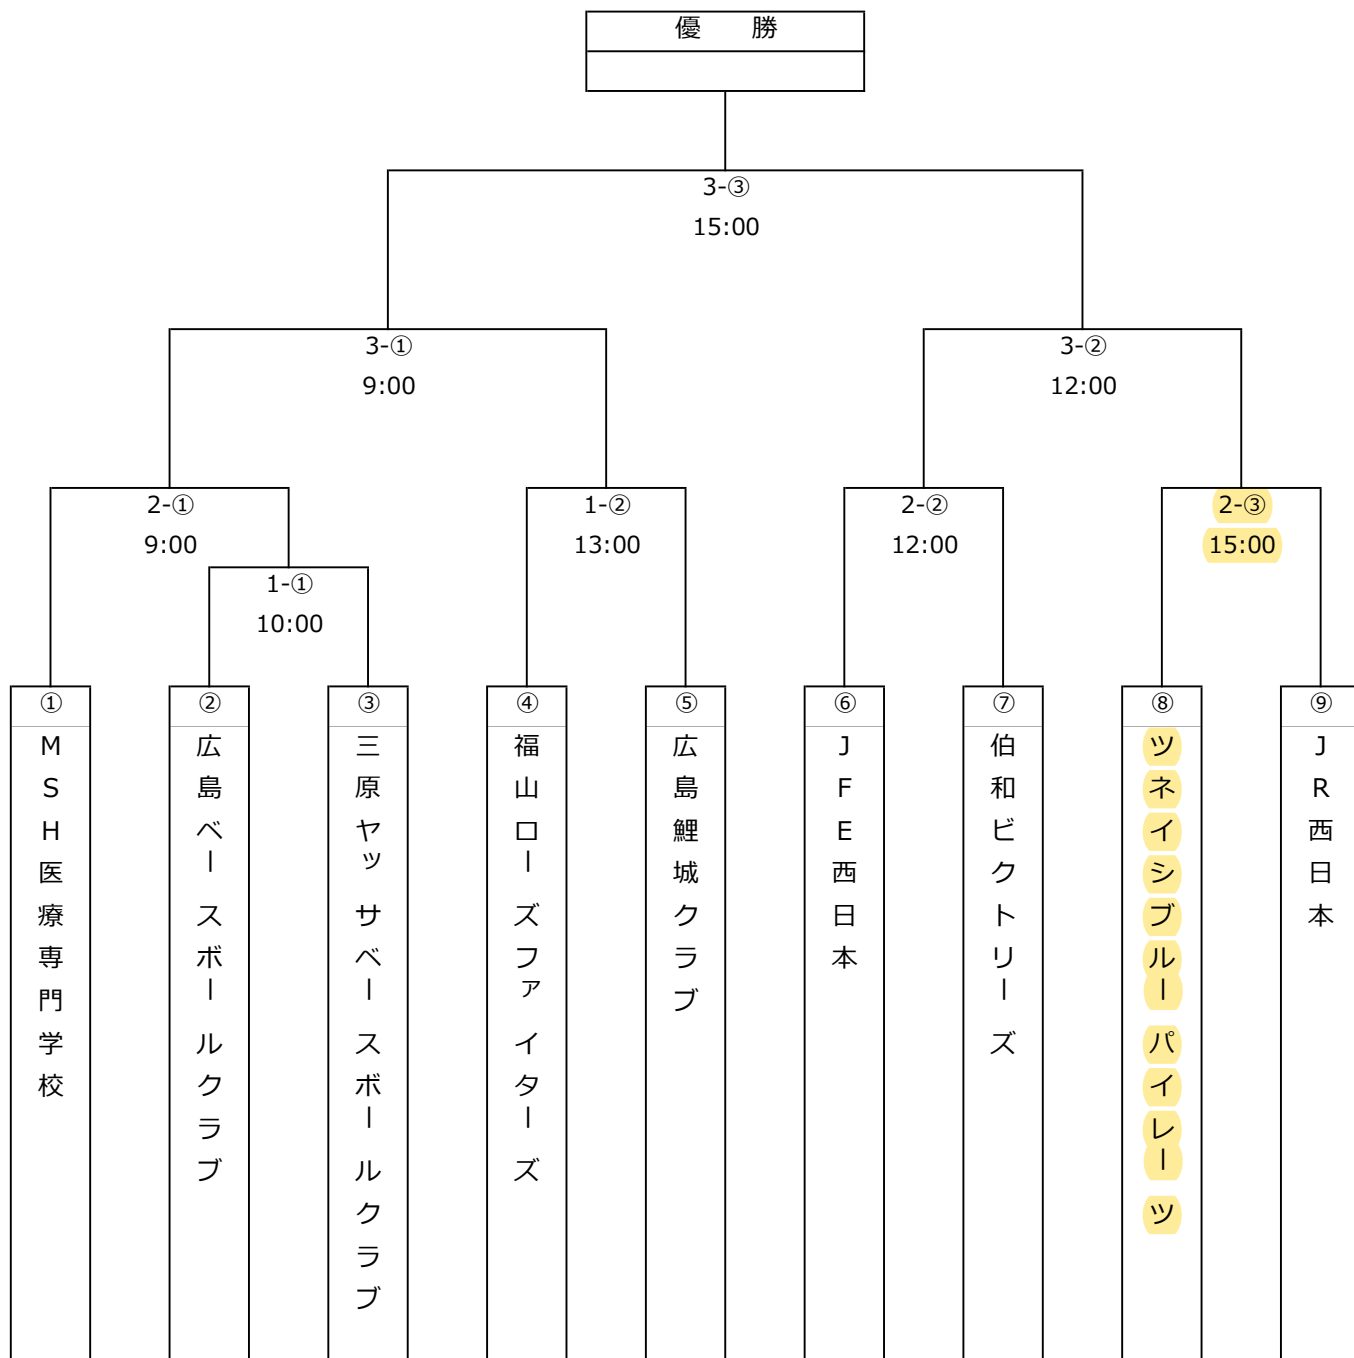 優　勝
3-③
15:00
3-①
9:00
3-②
12:00
2-①
9:00
1-②
13:00
2-②
12:00
2-③
15:00
1-①
10:00
①
MSH医療専門学校
②
広島ベースボールクラブ
③
三原ヤッサベースボールクラブ
④
福山ローズファイターズ
⑤
広島鯉城クラブ
⑥
JFE西日本
⑦
伯和ビクトリーズ
⑧
ツネイシブルーパイレーツ
⑨
JR西日本